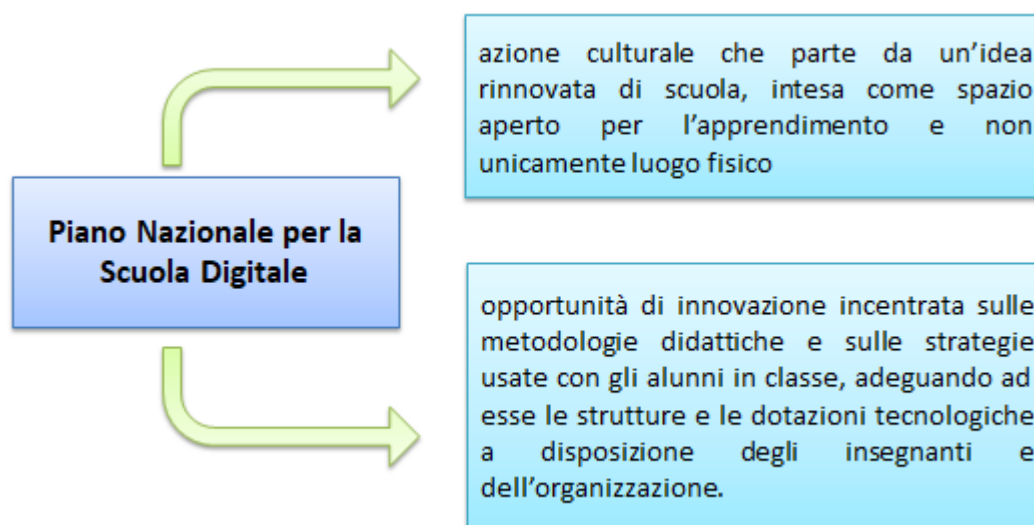 azione culturale che parte da un'idea
rinnovata di scuola, intesa come spazio
aperto per l'apprendimento e non
unicamente luogo fisico
Piano Nazionale per la
Scuola Digitale
opportunità di innovazione incentrata sulle
metodologie didattiche e sulle strategie
usate con gli alunni in classe, adeguando ad
esse le strutture e le dotazioni tecnologiche
a disposizione degli insegnanti e
dell'organizzazione.